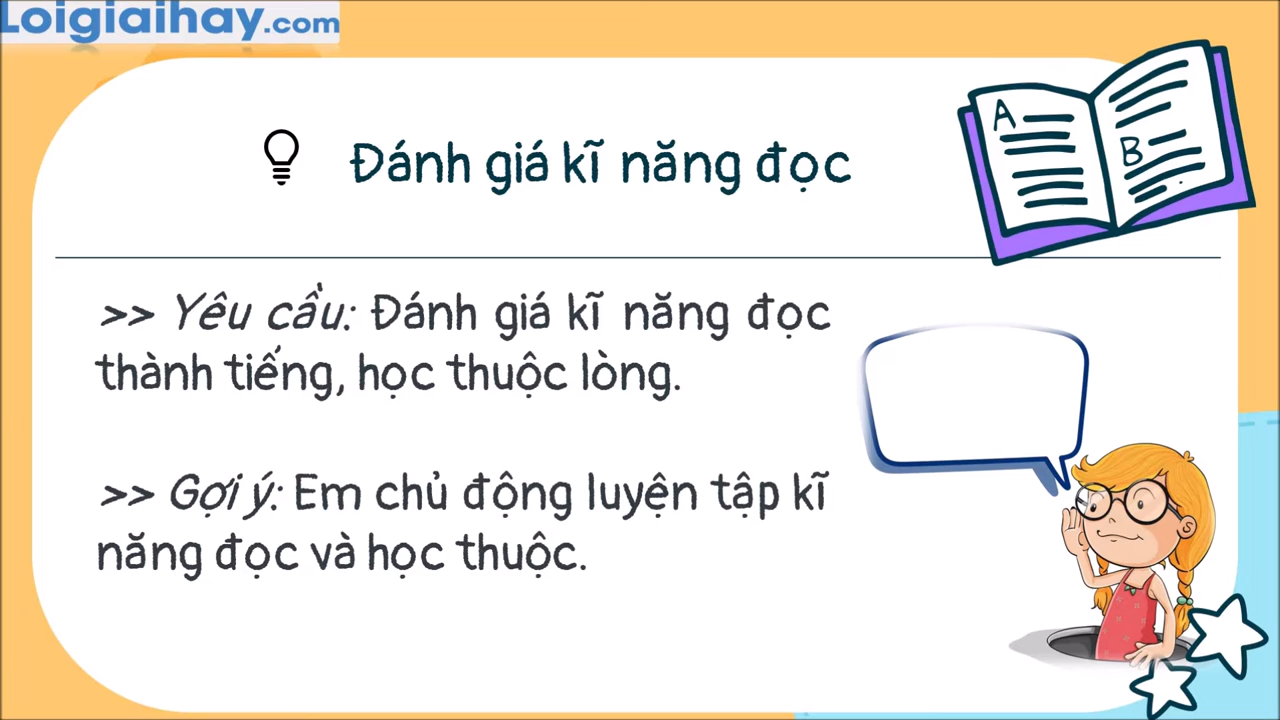 Loigiaihay.com
Đánh giá kĩ năng đọc
A
B
>> Yêu cầu: Đánh giá kĩ năng đọc
thành tiếng, học thuộc lòng.
>> Gợi ý: Em chủ động luyện tập kĩ
năng đọc và học thuộc.